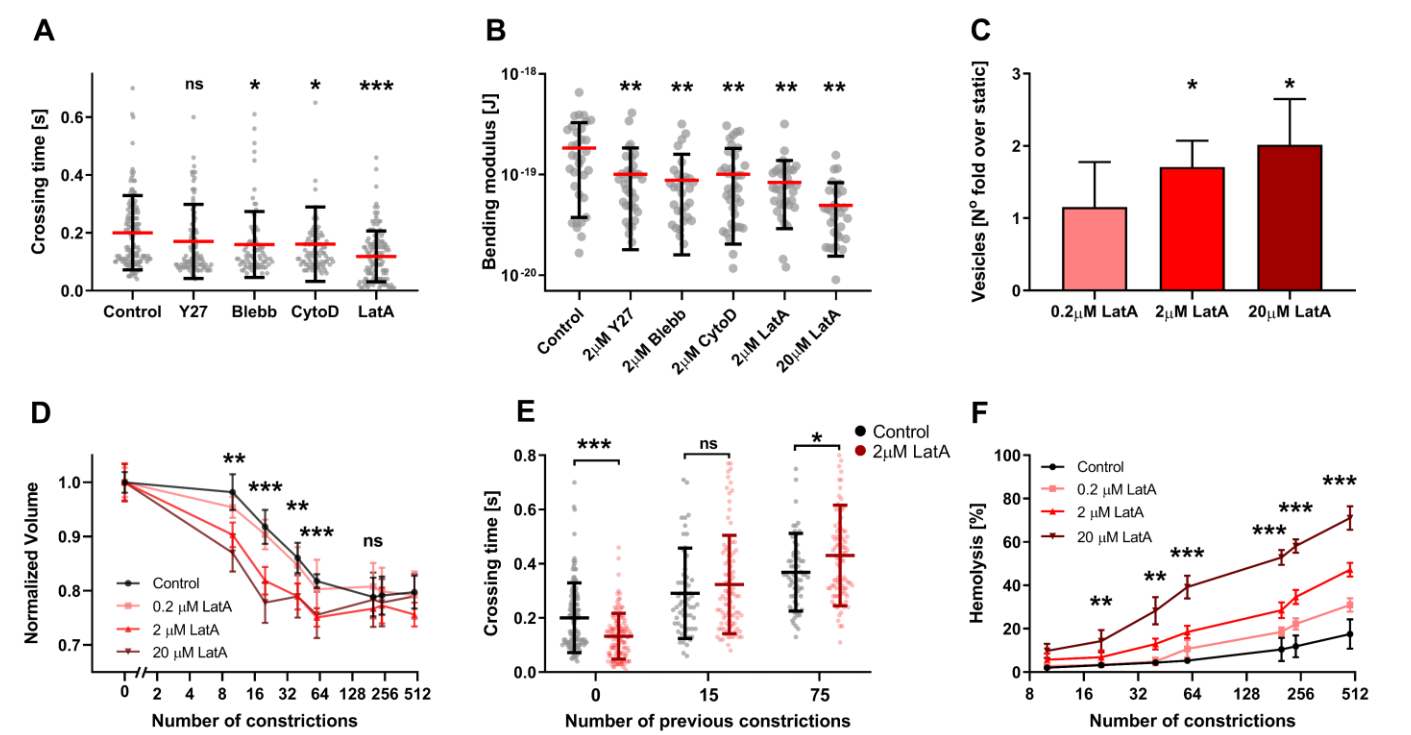 A
Crossing time [s]
0.6
0.4
0.2
0.0
ns
*
*
***
Control
Y27
Blebb
CytoD
LatA
B
Bending modulus [J]
10-18
10-19
10-20
**
**
**
**
**
Control
2μM Y27
2μM Blebb
2μM CytoD
2μM LatA
20μM LatA
C
Vesicles [Nº fold over static]
3
2
1
0
*
*
0.2μM LatA
2μM LatA
20μM LatA
D
Normalized Volume
1.0
0.9
0.8
0.7
**
***
**
***
ns
Control
0.2 μM LatA
2 μM LatA
20 μM LatA
0 2 4 8 16 32 64 128 256 512
Number of constrictions
E
Crossing time [s]
0.8
0.6
0.4
0.2
0.0
***
ns
*
Control
2μM LatA
0 15 75
Number of previous constrictions
F
Hemolysis [%]
100
80
60
40
20
0
Control
0.2 μM LatA
2 μM LatA
20 μM LatA
**
**
***
***
***
***
8 16 32 64 128 256 512
Number of constrictions